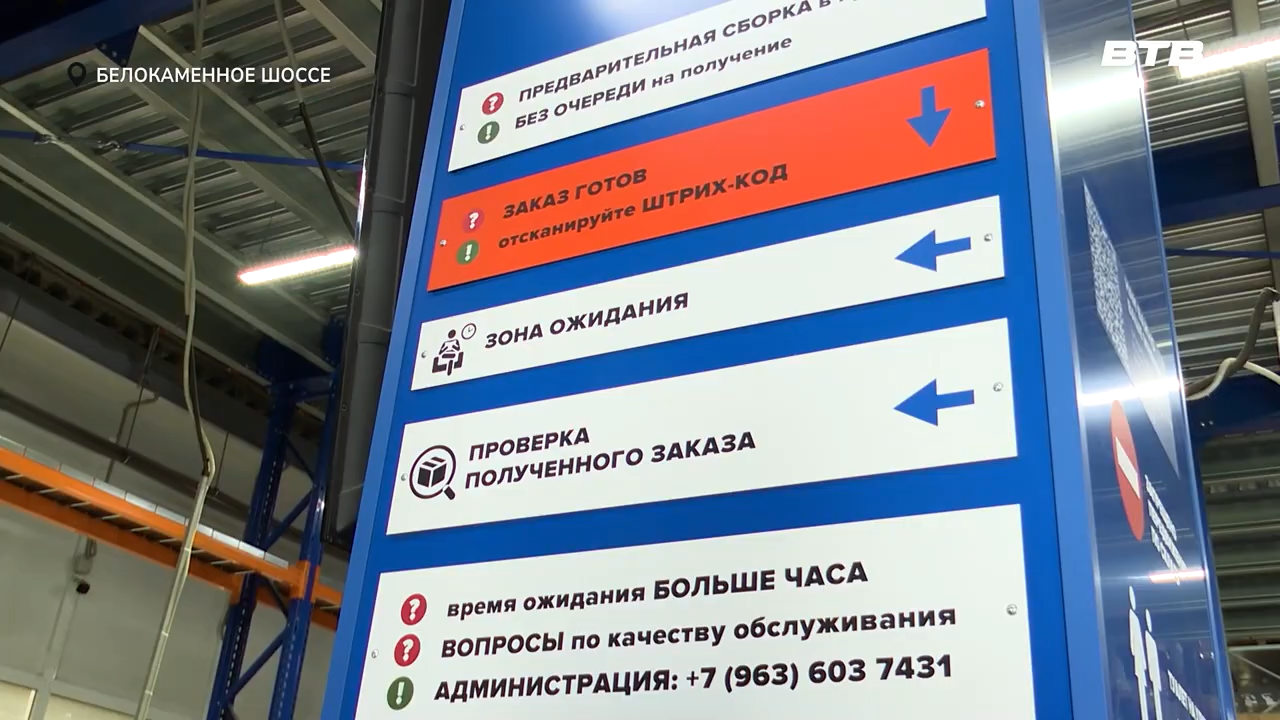 БЕЛОКАМЕННОЕ ШОССЕ
ВТВ
ПРЕДВАРИТЕЛЬНАЯ СБОРКА В
БЕЗ ОЧЕРЕДИ на получение
ЗАКАЗ ГОТОВ
отсканируйте ШТРИХ-КОД
ЗОНА ОЖИДАНИЯ
ПРОВЕРКА
ПОЛУЧЕННОГО ЗАКАЗА
время ожидания БОЛЬШЕ ЧАСА
ВОПРОСЫ по качеству обслуживания
АДМИНИСТРАЦИЯ: +7 (963) 603 7431